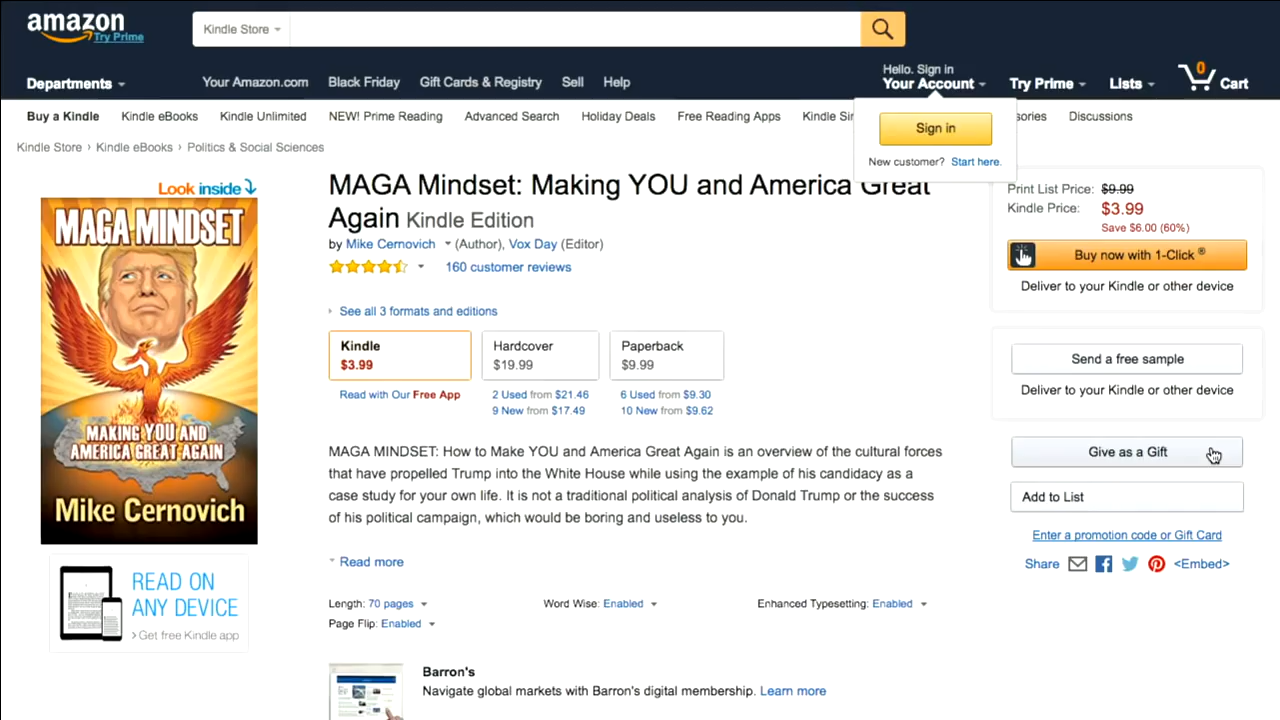 amazon
Try Prime
Kindle Store
Departments
Your Amazon.com
Black Friday
Gift Cards & Registry
Sell
Help
Hello. Sign in
Your Account
Try Prime
Lists
0
Cart
Buy a Kindle
Kindle eBooks
Kindle Unlimited
NEW! Prime Reading
Advanced Search
Holiday Deals
Free Reading Apps
Kindle Sin
sories
Discussions
Sign in
New customer? Start here.
Kindle Store › Kindle eBooks › Politics & Social Sciences
Look inside
MAGA MINDSET
MAKING YOU AND
AMERICA GREAT AGAIN
Mike Cernovich
READ ON
ANY DEVICE
› Get free Kindle app
MAGA Mindset: Making YOU and America Great
Again Kindle Edition
by Mike Cernovich (Author), Vox Day (Editor)
160 customer reviews
See all 3 formats and editions
Kindle
$3.99
Read with Our Free App
Hardcover
$19.99
2 Used from $21.46
9 New from $17.49
Paperback
$9.99
6 Used from $9.30
10 New from $9.62
MAGA MINDSET: How to Make YOU and America Great Again is an overview of the cultural forces
that have propelled Trump into the White House while using the example of his candidacy as a
case study for your own life. It is not a traditional political analysis of Donald Trump or the success
of his political campaign, which would be boring and useless to you.
Read more
Length: 70 pages
Word Wise: Enabled
Enhanced Typesetting: Enabled
Page Flip: Enabled
Barron's
Navigate global markets with Barron's digital membership. Learn more
Print List Price: $9.99
Kindle Price: $3.99
Save $6.00 (60%)
Buy now with 1-Click ®
Deliver to your Kindle or other device
Send a free sample
Deliver to your Kindle or other device
Give as a Gift
Add to List
Enter a promotion code or Gift Card
Share
<Embed>